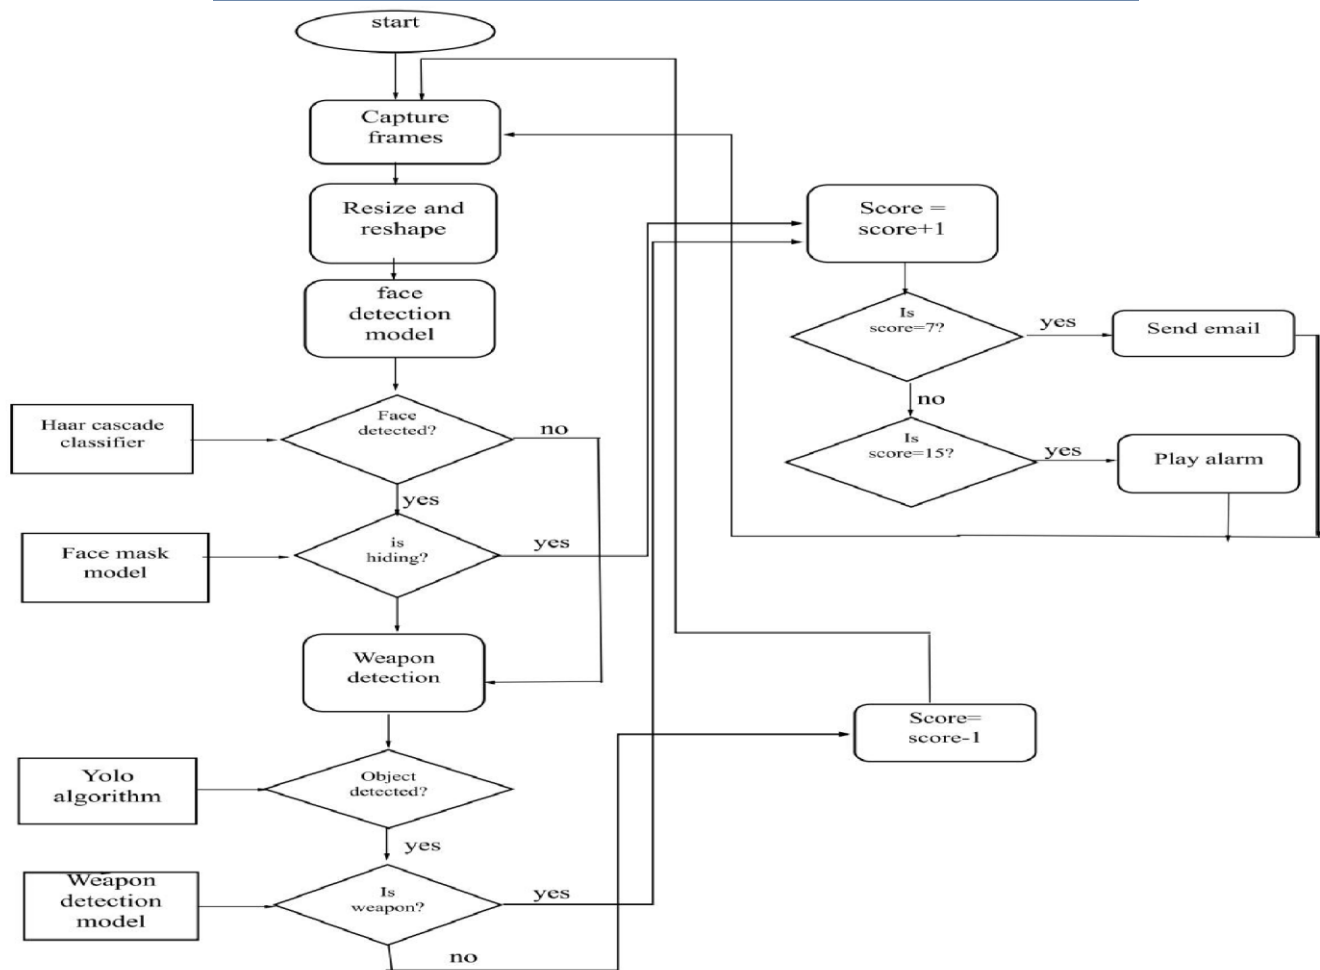 start
Capture
frames
Resize and
reshape
face
detection
model
Haar cascade
classifier
Face
detected?
no
yes
Face mask
model
is
hiding?
yes
Weapon
detection
Yolo
algorithm
Object
detected?
yes
Weapon
detection
model
Is
weapon?
yes
no
Score =
score+1
Is
score=7?
yes
Send email
no
Is
score=15?
yes
Play alarm
Score=
score-1